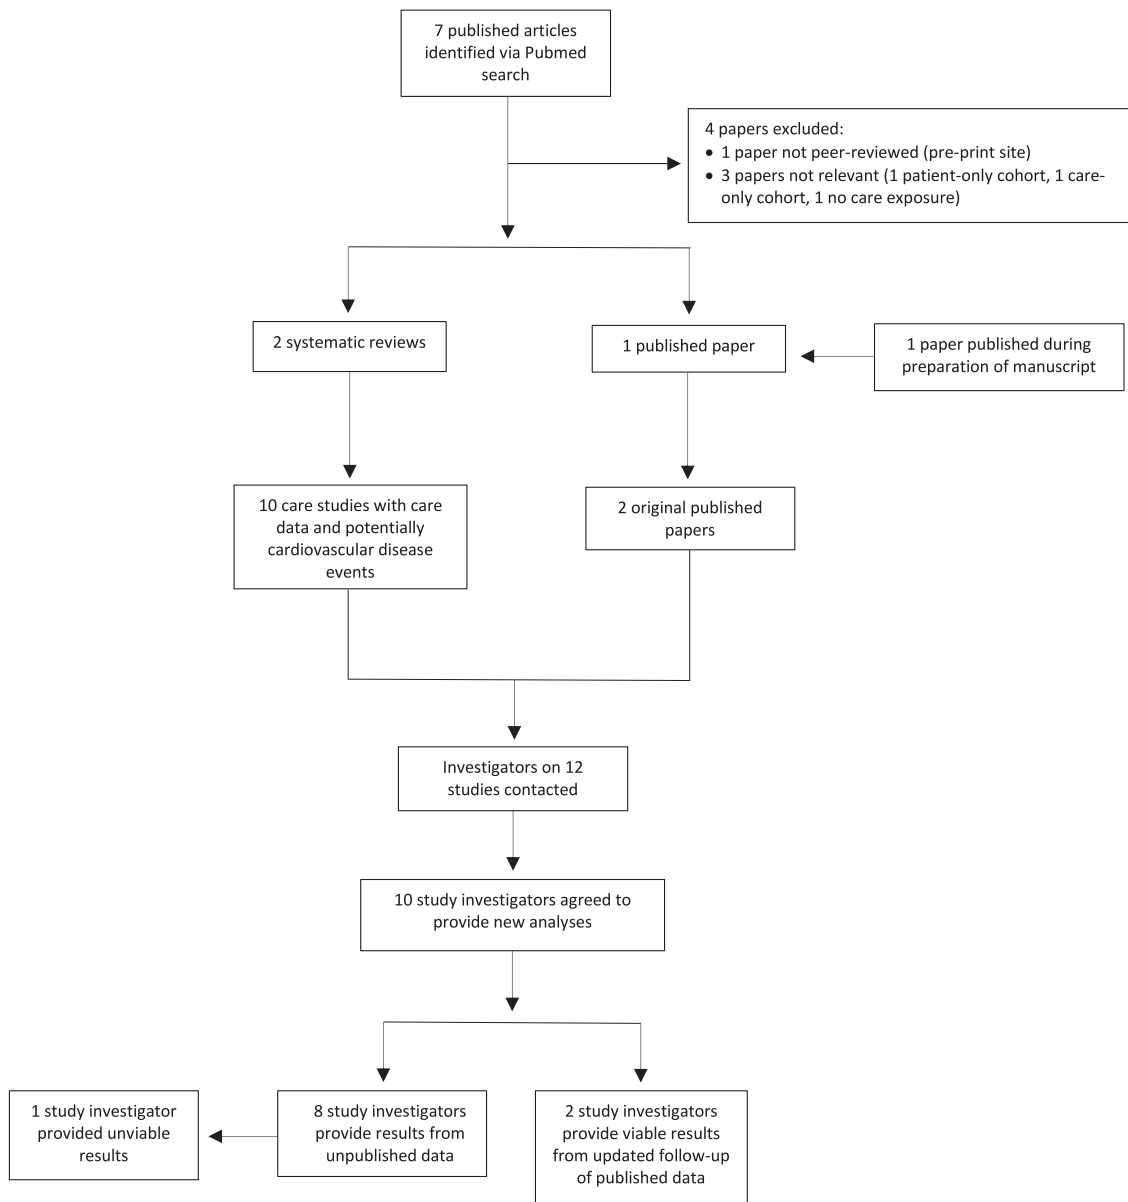 7 published articles
identified via Pubmed
search
4 papers excluded:
• 1 paper not peer-reviewed (pre-print site)
• 3 papers not relevant (1 patient-only cohort, 1 care-
only cohort, 1 no care exposure)
2 systematic reviews
1 published paper
1 paper published during
preparation of manuscript
10 care studies with care
data and potentially
cardiovascular disease
events
2 original published
papers
Investigators on 12
studies contacted
10 study investigators agreed to
provide new analyses
1 study investigator
provided unviable
results
8 study investigators
provide results from
unpublished data
2 study investigators
provide viable results
from updated follow-up
of published data